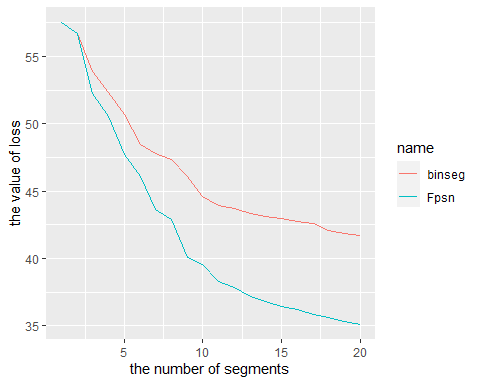 55
50
45
40
35
the value of loss
5
10
15
20
the number of segments
name
binseg
Fpsn